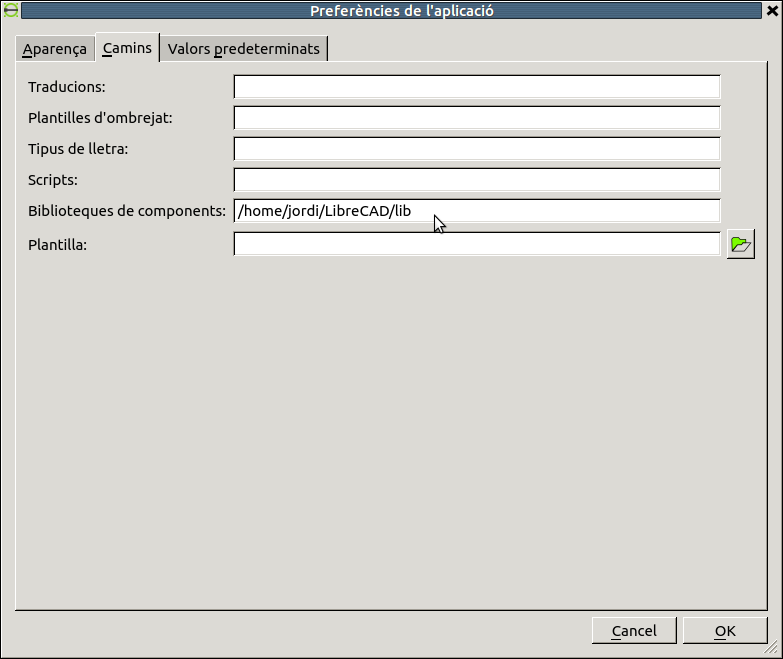 Preferències de l'aplicació
Aparença Camins Valors predeterminats
Traducions:
Plantilles d'ombrejat:
Tipus de lletra:
Scripts:
Biblioteques de components: /home/jordi/LibreCAD/lib
Plantilla:
Cancel OK